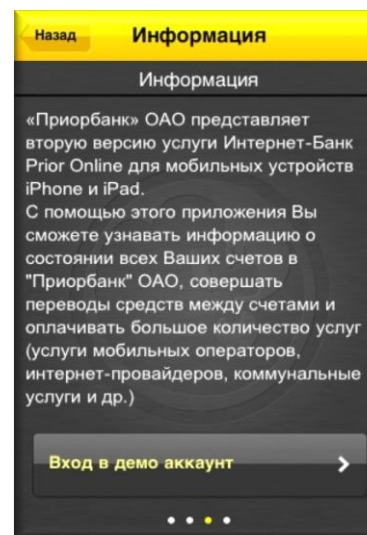 Назад Информация
Информация
«Приорбанк» ОАО представляет
вторую версию услуги Интернет-Банк
Prior Online для мобильных устройств
iPhone и iPad.
С помощью этого приложения Вы
сможете узнавать информацию о
состоянии всех Ваших счетов в
"Приорбанк" ОАО, совершать
переводы средств между счетами и
оплачивать большое количество услуг
(услуги мобильных операторов,
интернет-провайдеров, коммунальные
услуги и др.)
Вход в демо аккаунт